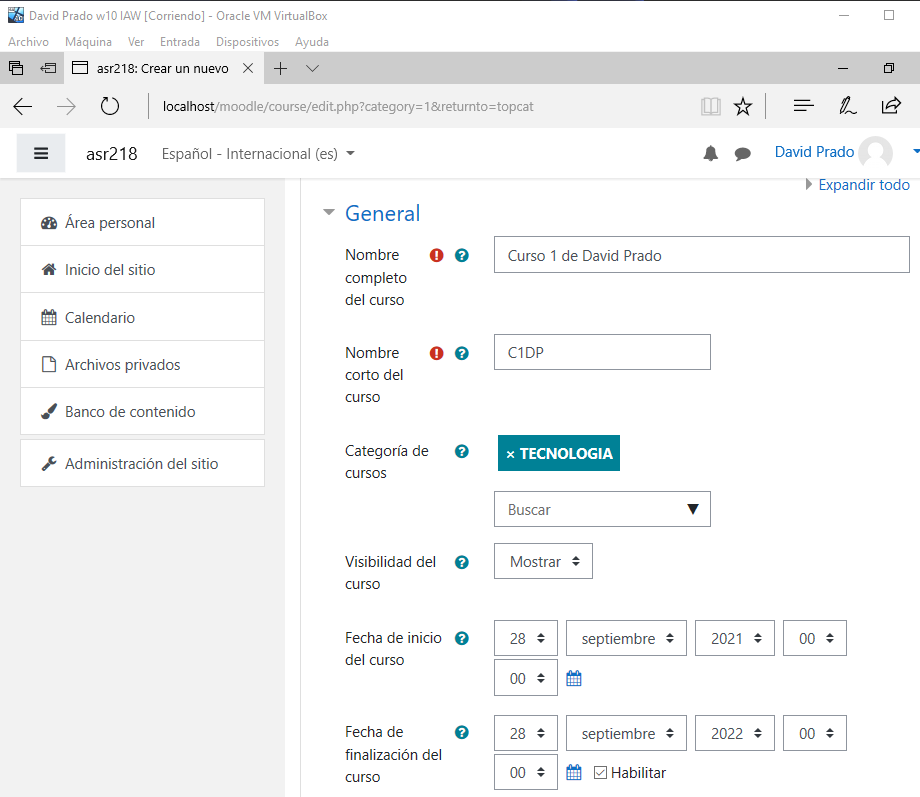 David Prado w10 IAW [Corriendo] - Oracle VM VirtualBox
Archivo Máquina Ver Entrada Dispositivos Ayuda
asr218: Crear un nuevo
localhost/moodle/course/edit.php?category=1&returnto=topcat
asr218 Español - Internacional (es) David Prado
Expandir todo
Área personal
Inicio del sitio
Calendario
Archivos privados
Banco de contenido
Administración del sitio
General
Nombre completo del curso
Curso 1 de David Prado
Nombre corto del curso
C1DP
Categoría de cursos
× TECNOLOGIA
Buscar
Visibilidad del curso
Mostrar
Fecha de inicio del curso
28 septiembre 2021 00
00
Fecha de finalización del curso
28 septiembre 2022 00
00 Habilitar